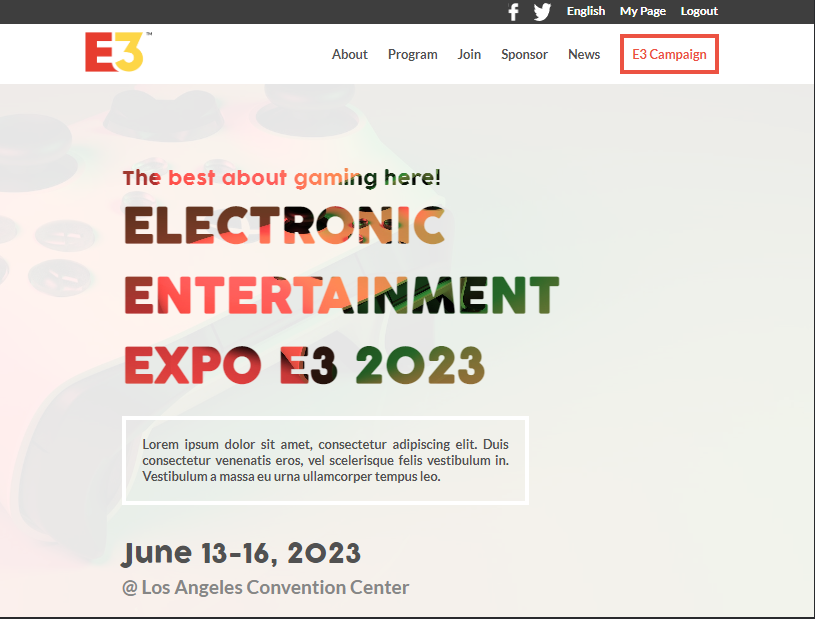 English My Page Logout
E3™
About Program Join Sponsor News E3 Campaign
The best about gaming here!
ELECTRONIC
ENTERTAINMENT
EXPO E3 2023
Lorem ipsum dolor sit amet, consectetur adipiscing elit. Duis
consectetur venenatis eros, vel scelerisque felis vestibulum in.
Vestibulum a massa eu urna ullamcorper tempus leo.
June 13-16, 2023
@ Los Angeles Convention Center